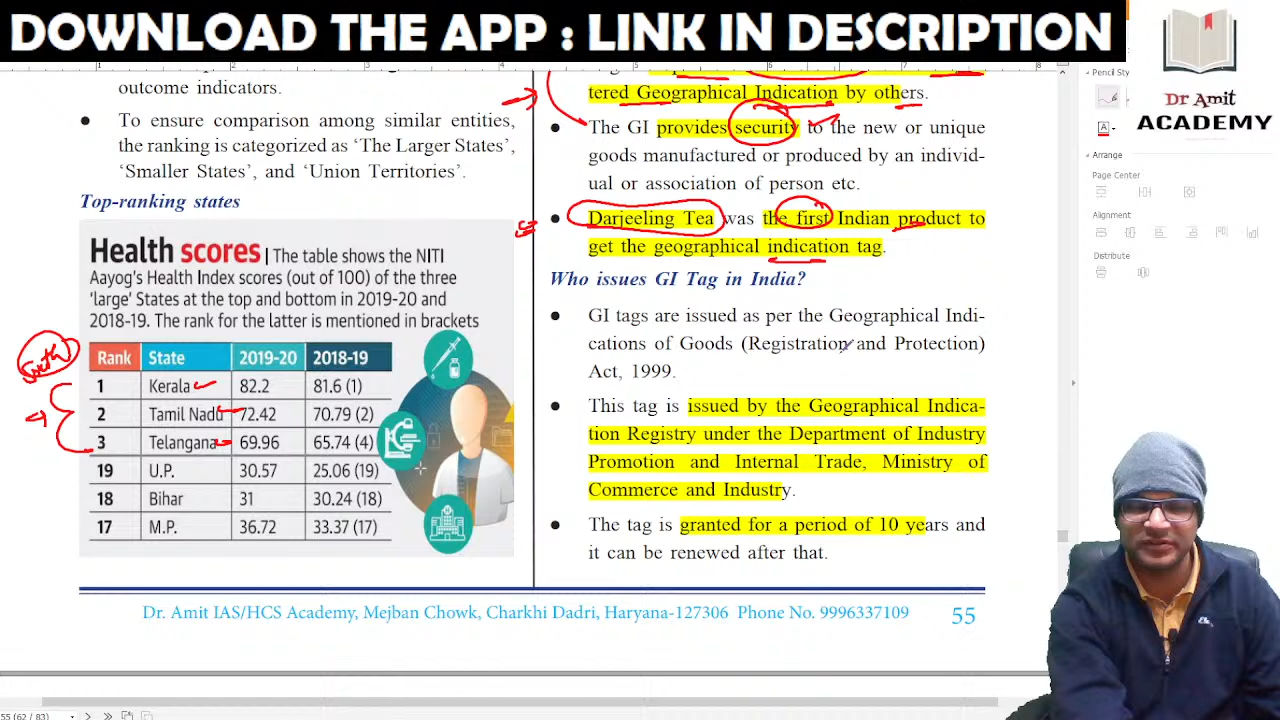 DOWNLOAD THE APP : LINK IN DESCRIPTION
outcome indicators.
● To ensure comparison among similar entities,
the ranking is categorized as ‘The Larger States’,
‘Smaller States’, and ‘Union Territories’.
Top-ranking states
Health scores | The table shows the NITI
Aayog's Health Index scores (out of 100) of the three
'large' States at the top and bottom in 2019-20 and
2018-19. The rank for the latter is mentioned in brackets
Rank State 2019-20 2018-19
1 Kerala 82.2 81.6 (1)
2 Tamil Nadu 72.42 70.79 (2)
3 Telangana 69.96 65.74 (4)
19 U.P. 30.57 25.06 (19)
18 Bihar 31 30.24 (18)
17 M.P. 36.72 33.37 (17)
South
tered Geographical Indication by others.
● The GI provides security to the new or unique
goods manufactured or produced by an individ-
ual or association of person etc.
● Darjeeling Tea was the first Indian product to
get the geographical indication tag.
Who issues GI Tag in India?
● GI tags are issued as per the Geographical Indi-
cations of Goods (Registration and Protection)
Act, 1999.
● This tag is issued by the Geographical Indica-
tion Registry under the Department of Industry
Promotion and Internal Trade, Ministry of
Commerce and Industry.
● The tag is granted for a period of 10 years and
it can be renewed after that.
Dr. Amit IAS/HCS Academy, Mejban Chowk, Charkhi Dadri, Haryana-127306 Phone No. 9996337109 55
Dr Amit
ACADEMY
Pencil Sty
Arrange
Page Center
Alignment
Distribute
55 (62 / 83)